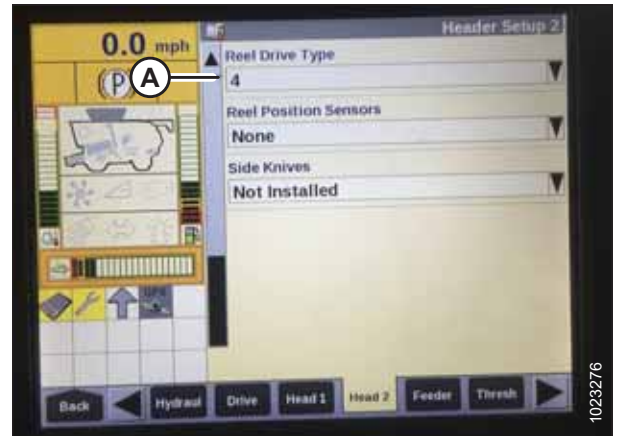 Header Setup 2
0.0 mph
(P)
A
Reel Drive Type
4
Reel Position Sensors
None
Side Knives
Not Installed
Back
Hydraul
Drive
Head 1
Head 2
Feeder
Thresh
1023276